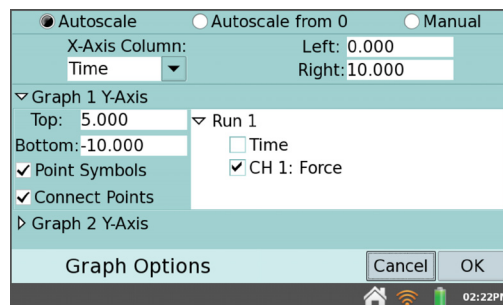 Autoscale Autoscale from 0 Manual
X-Axis Column: Left: 0.000
Time Right: 10.000
Graph 1 Y-Axis
Top: 5.000 Run 1
Bottom: -10.000 Time
Point Symbols CH 1: Force
Connect Points
Graph 2 Y-Axis
Graph Options Cancel OK